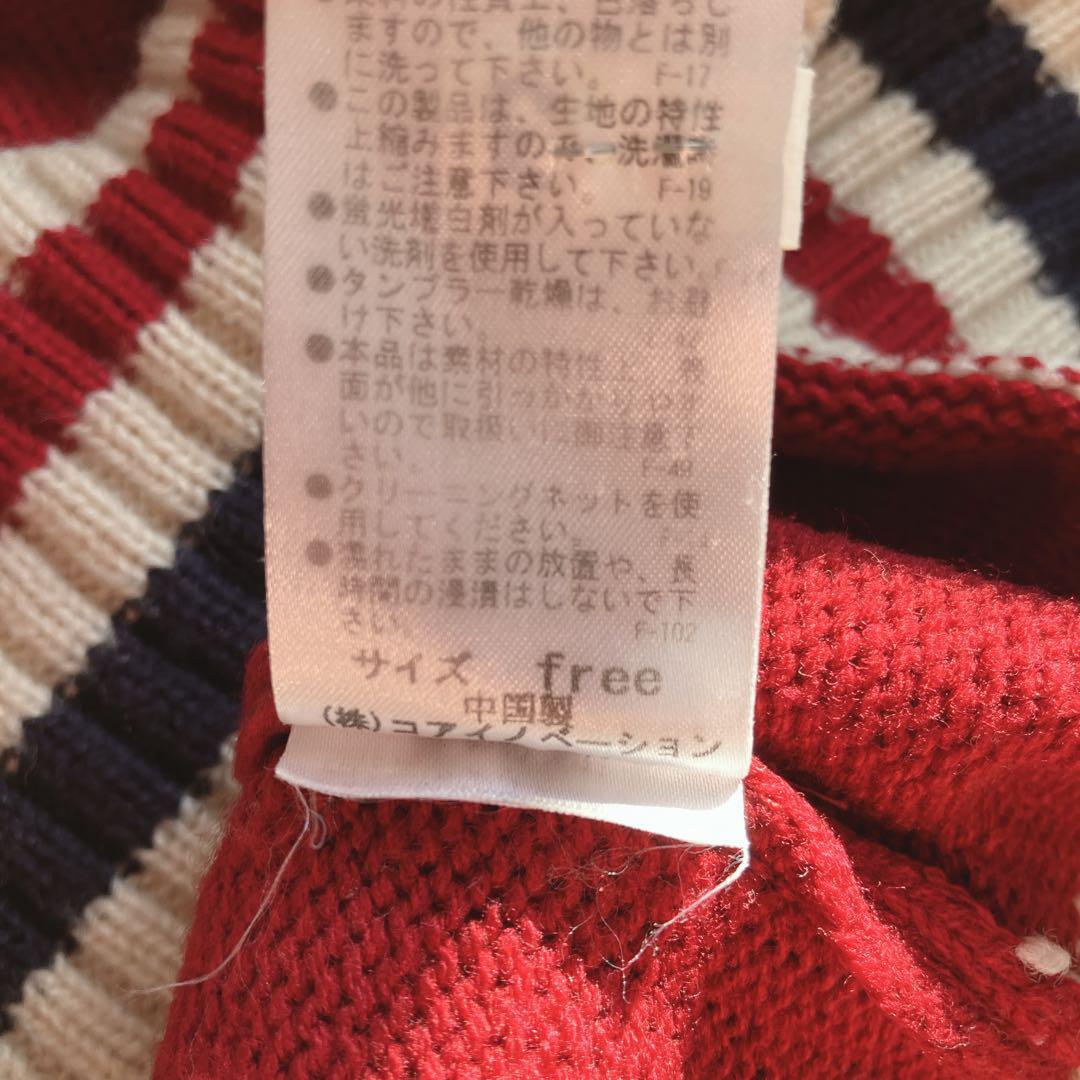 ますので、他の物とは別
に洗って下さい。 F-17
●この製品は、生地の特性
上縮みますので、洗濯
はご注意下さい。 F-19
●蛍光増白剤が入っていな
い洗剤を使用して下さい。
●タンブラー乾燥は、お避
け下さい。
●本品は素材の特性上、表
面が他に引っかかりやす
いので取扱い注意下
さい。 F-49
●クリーニングネットを使
用してください。
●濡れたままの放置や、長
時間の浸漬はしないで下
さい。 F-102
サイズ free
中国製
(株)コアイノベーション